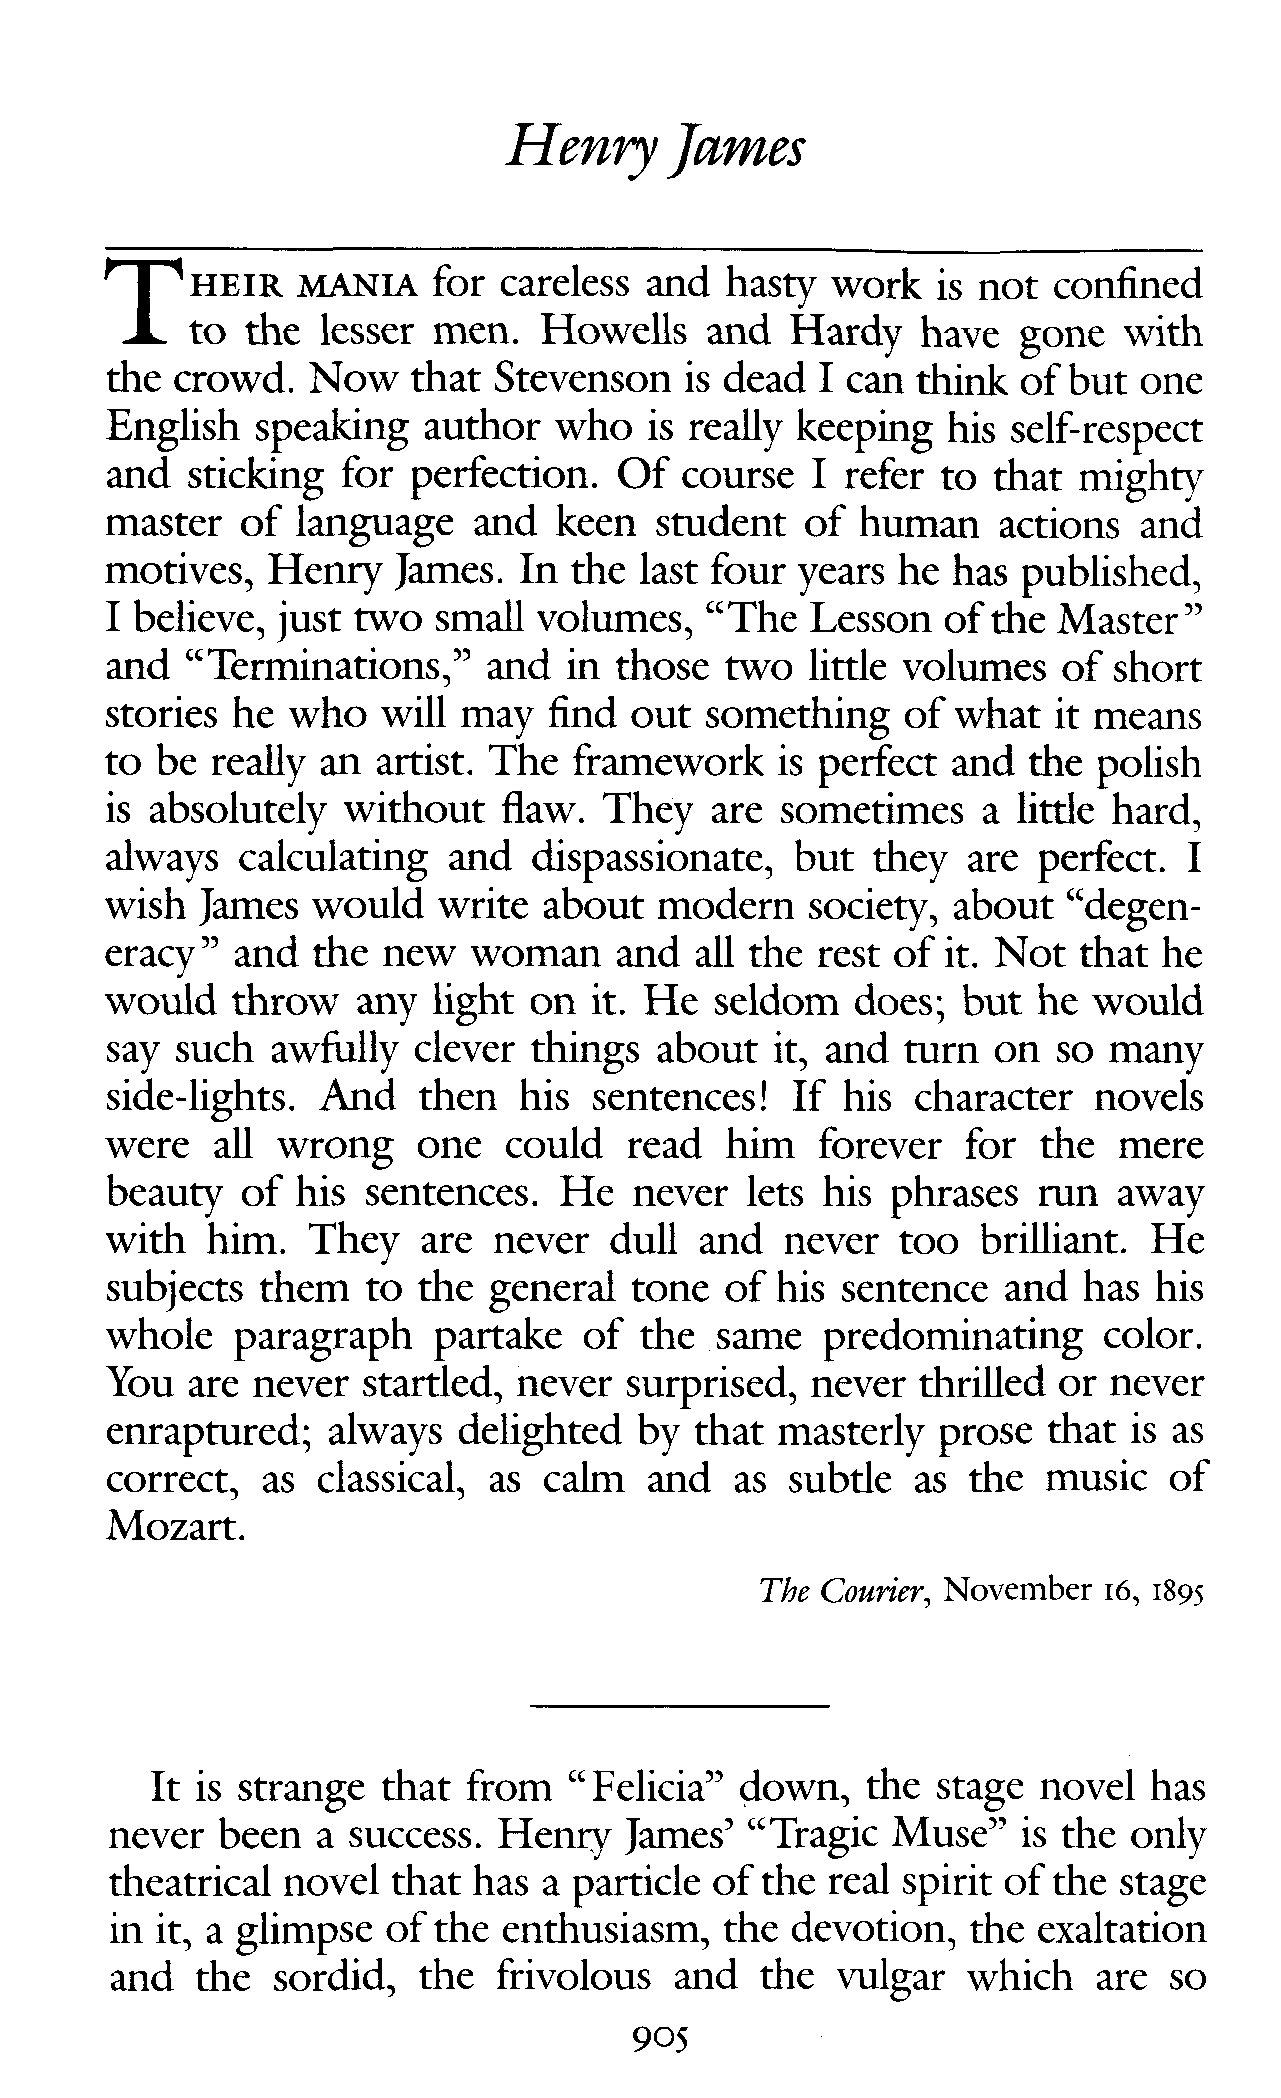 Henry James
THEIR MANIA for careless and hasty work is not confined
to the lesser men. Howells and Hardy have gone with
the crowd. Now that Stevenson is dead I can think of but one
English speaking author who is really keeping his self-respect
and sticking for perfection. Of course I refer to that mighty
master of language and keen student of human actions and
motives, Henry James. In the last four years he has published,
I believe, just two small volumes, “The Lesson of the Master”
and “Terminations,” and in those two little volumes of short
stories he who will may find out something of what it means
to be really an artist. The framework is perfect and the polish
is absolutely without flaw. They are sometimes a little hard,
always calculating and dispassionate, but they are perfect. I
wish James would write about modern society, about “degen-
eracy” and the new woman and all the rest of it. Not that he
would throw any light on it. He seldom does; but he would
say such awfully clever things about it, and turn on so many
side-lights. And then his sentences! If his character novels
were all wrong one could read him forever for the mere
beauty of his sentences. He never lets his phrases run away
with him. They are never dull and never too brilliant. He
subjects them to the general tone of his sentence and has his
whole paragraph partake of the same predominating color.
You are never startled, never surprised, never thrilled or never
enraptured; always delighted by that masterly prose that is as
correct, as classical, as calm and as subtle as the music of
Mozart.
The Courier, November 16, 1895
It is strange that from “Felicia” down, the stage novel has
never been a success. Henry James’ “Tragic Muse” is the only
theatrical novel that has a particle of the real spirit of the stage
in it, a glimpse of the enthusiasm, the devotion, the exaltation
and the sordid, the frivolous and the vulgar which are so
905